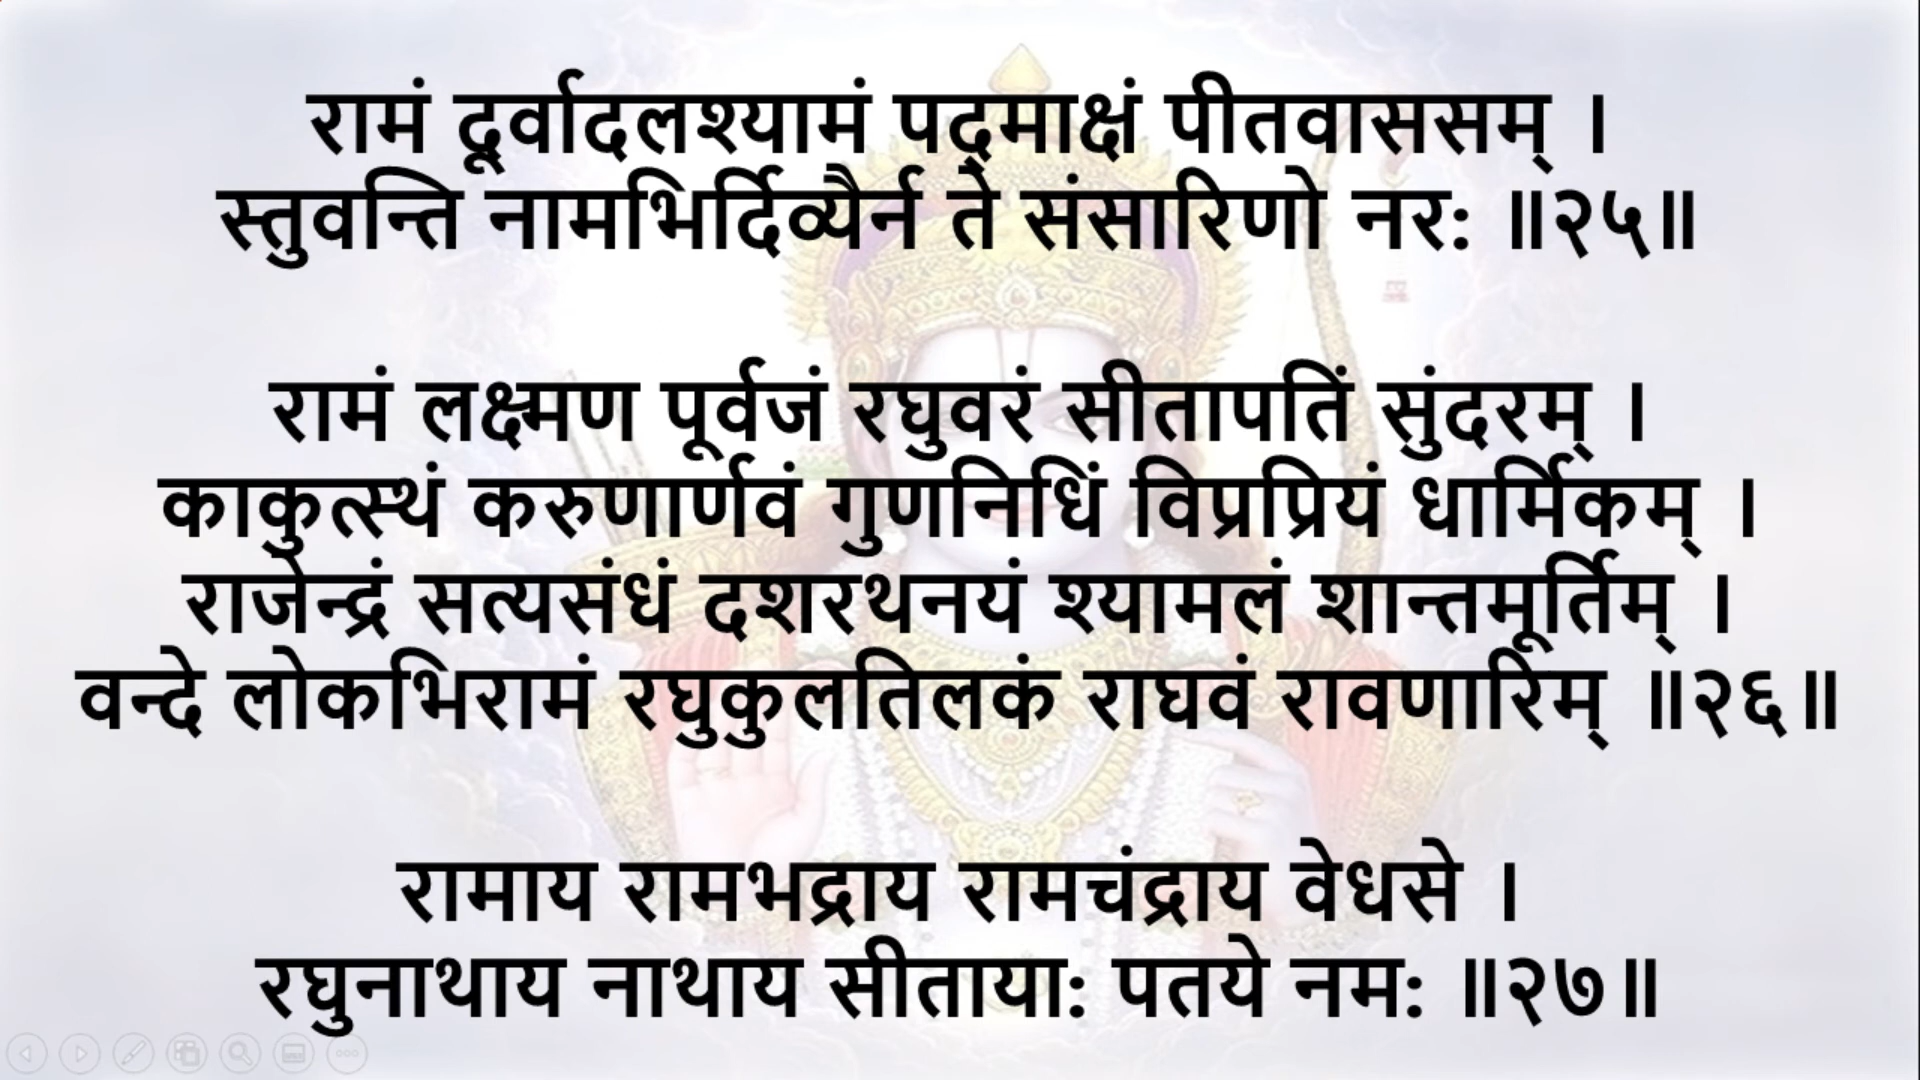 रामं दूर्वादलश्यामं पद्माक्षं पीतवाससम् ।
स्तुवन्ति नामभिर्दिव्यैर्न ते संसारिणो नर: ॥२५॥
रामं लक्ष्मण पूर्वजं रघुवरं सीतापतिं सुंदरम् ।
काकुत्स्थं करुणार्णवं गुणनिधिं विप्रप्रियं धार्मिकम् ।
राजेन्द्रं सत्यसंधं दशरथनयं श्यामलं शान्तमूर्तिम् ।
वन्दे लोकभिरामं रघुकुलतिलकं राघवं रावणारिम् ॥२६॥
रामाय रामभद्राय रामचंद्राय वेधसे ।
रघुनाथाय नाथाय सीताया: पतये नम: ॥२७॥